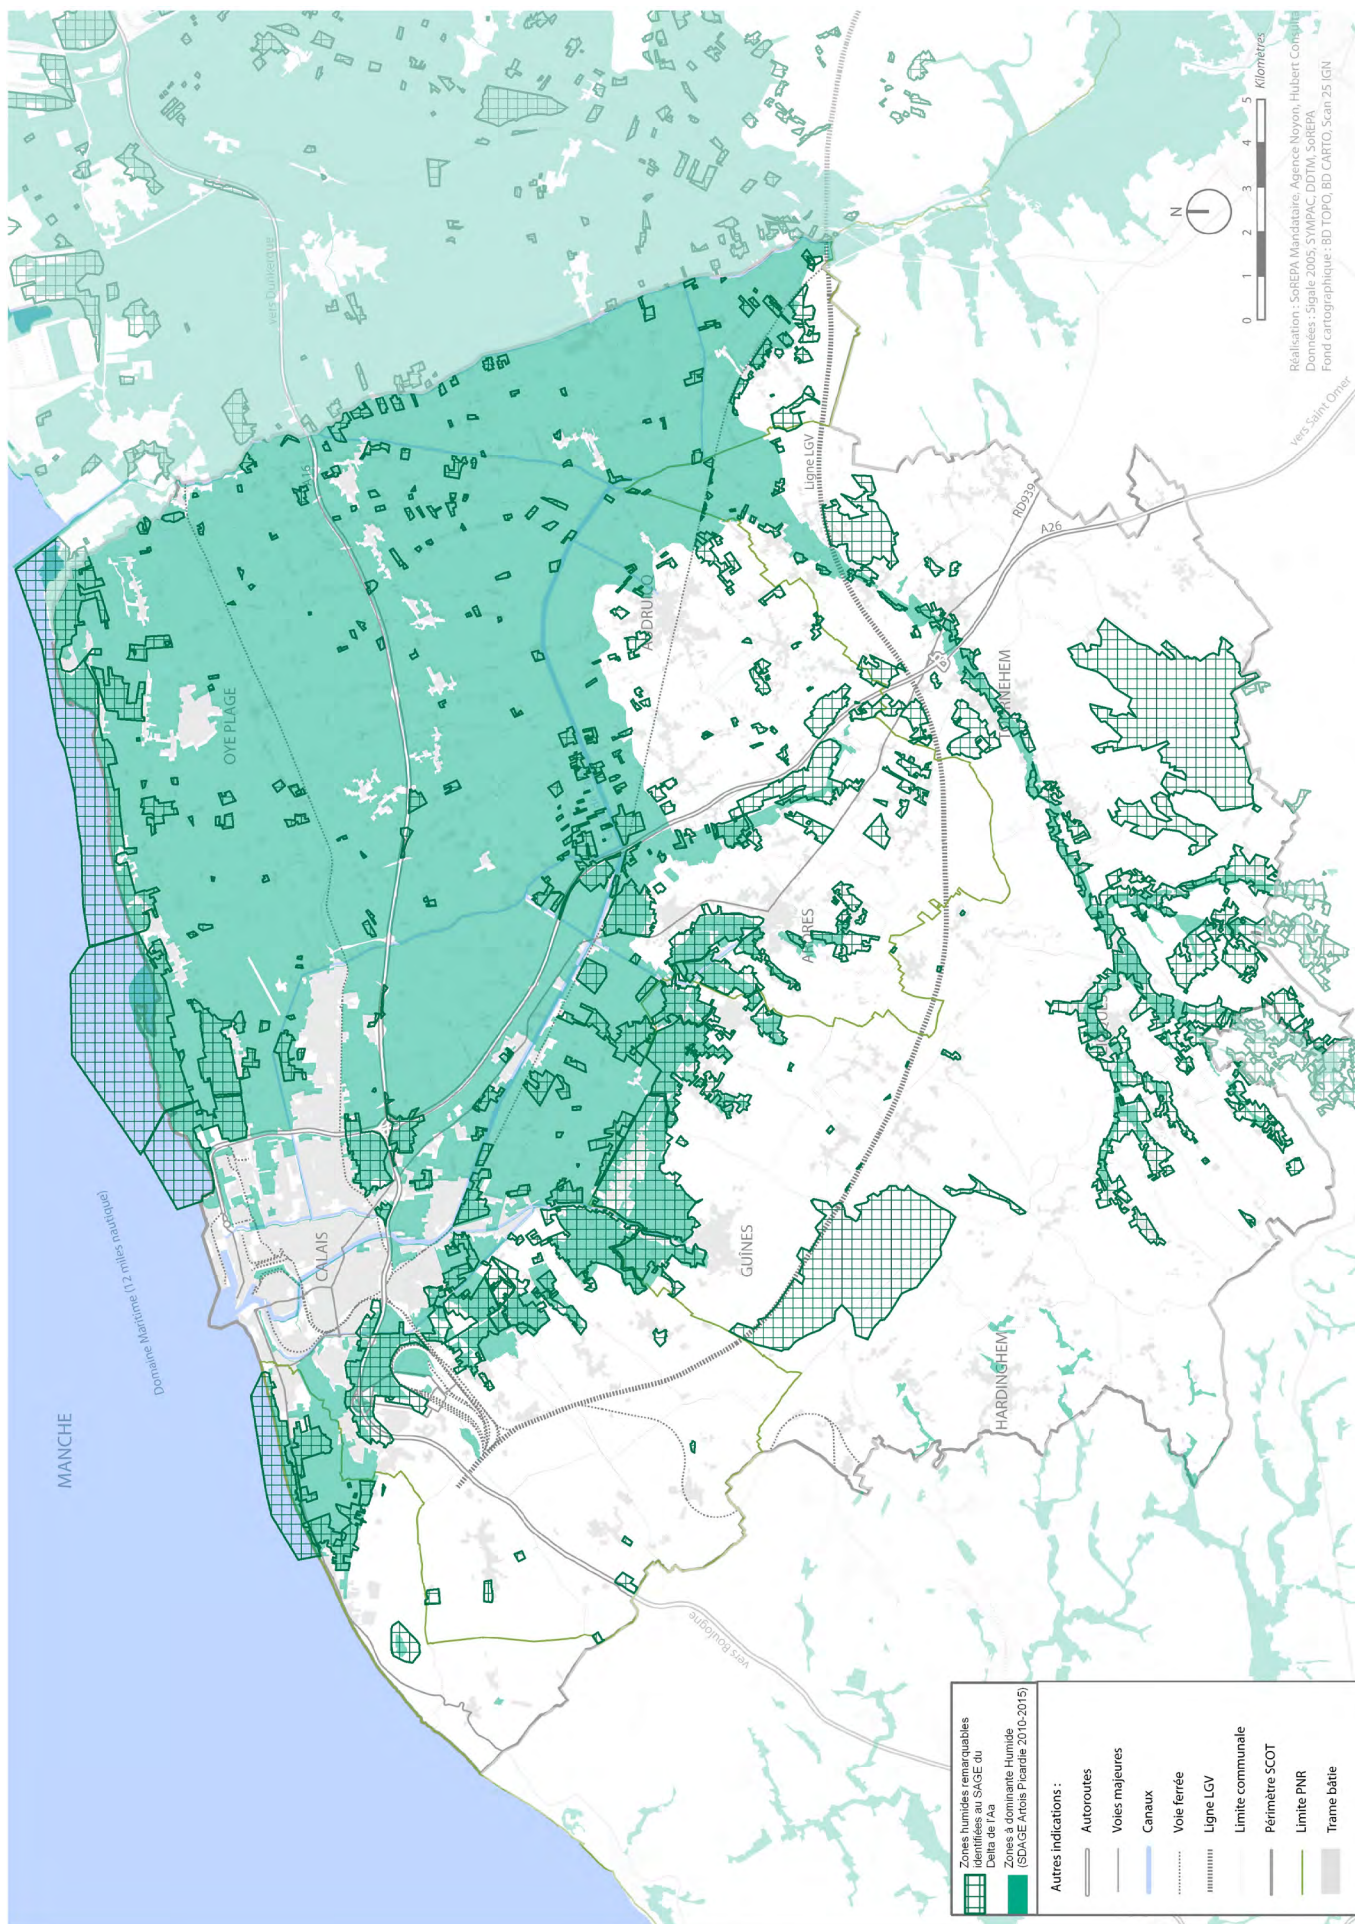 MANCHE
Domaine Maritime (12 miles nautique)
CALAIS
OYE PLAGE
vers Dunkerque
A16
AUDRUICQ
GUÎNES
Ligne LGV
RD939
A26
vers Saint Omer
HARDINGHEM
vers Boulogne
N
0 1 2 3 4 5 Kilomètres
Réalisation : SoREPA Mandataire, Agence Noyon, Hubert Consulta
Données : Sigale 2005, SYMPAC, DDTM, SoREPA
Fond cartographique : BD TOPO, BD CARTO, Scan 25 IGN
Zones humides remarquables
identifiées au SAGE du
Delta de l'Aa
Zones à dominante Humide
(SDAGE Artois Picardie 2010-2015)
Autres indications :
Autoroutes
Voies majeures
Canaux
Voie ferrée
Ligne LGV
Limite communale
Périmètre SCOT
Limite PNR
Trame bâtie